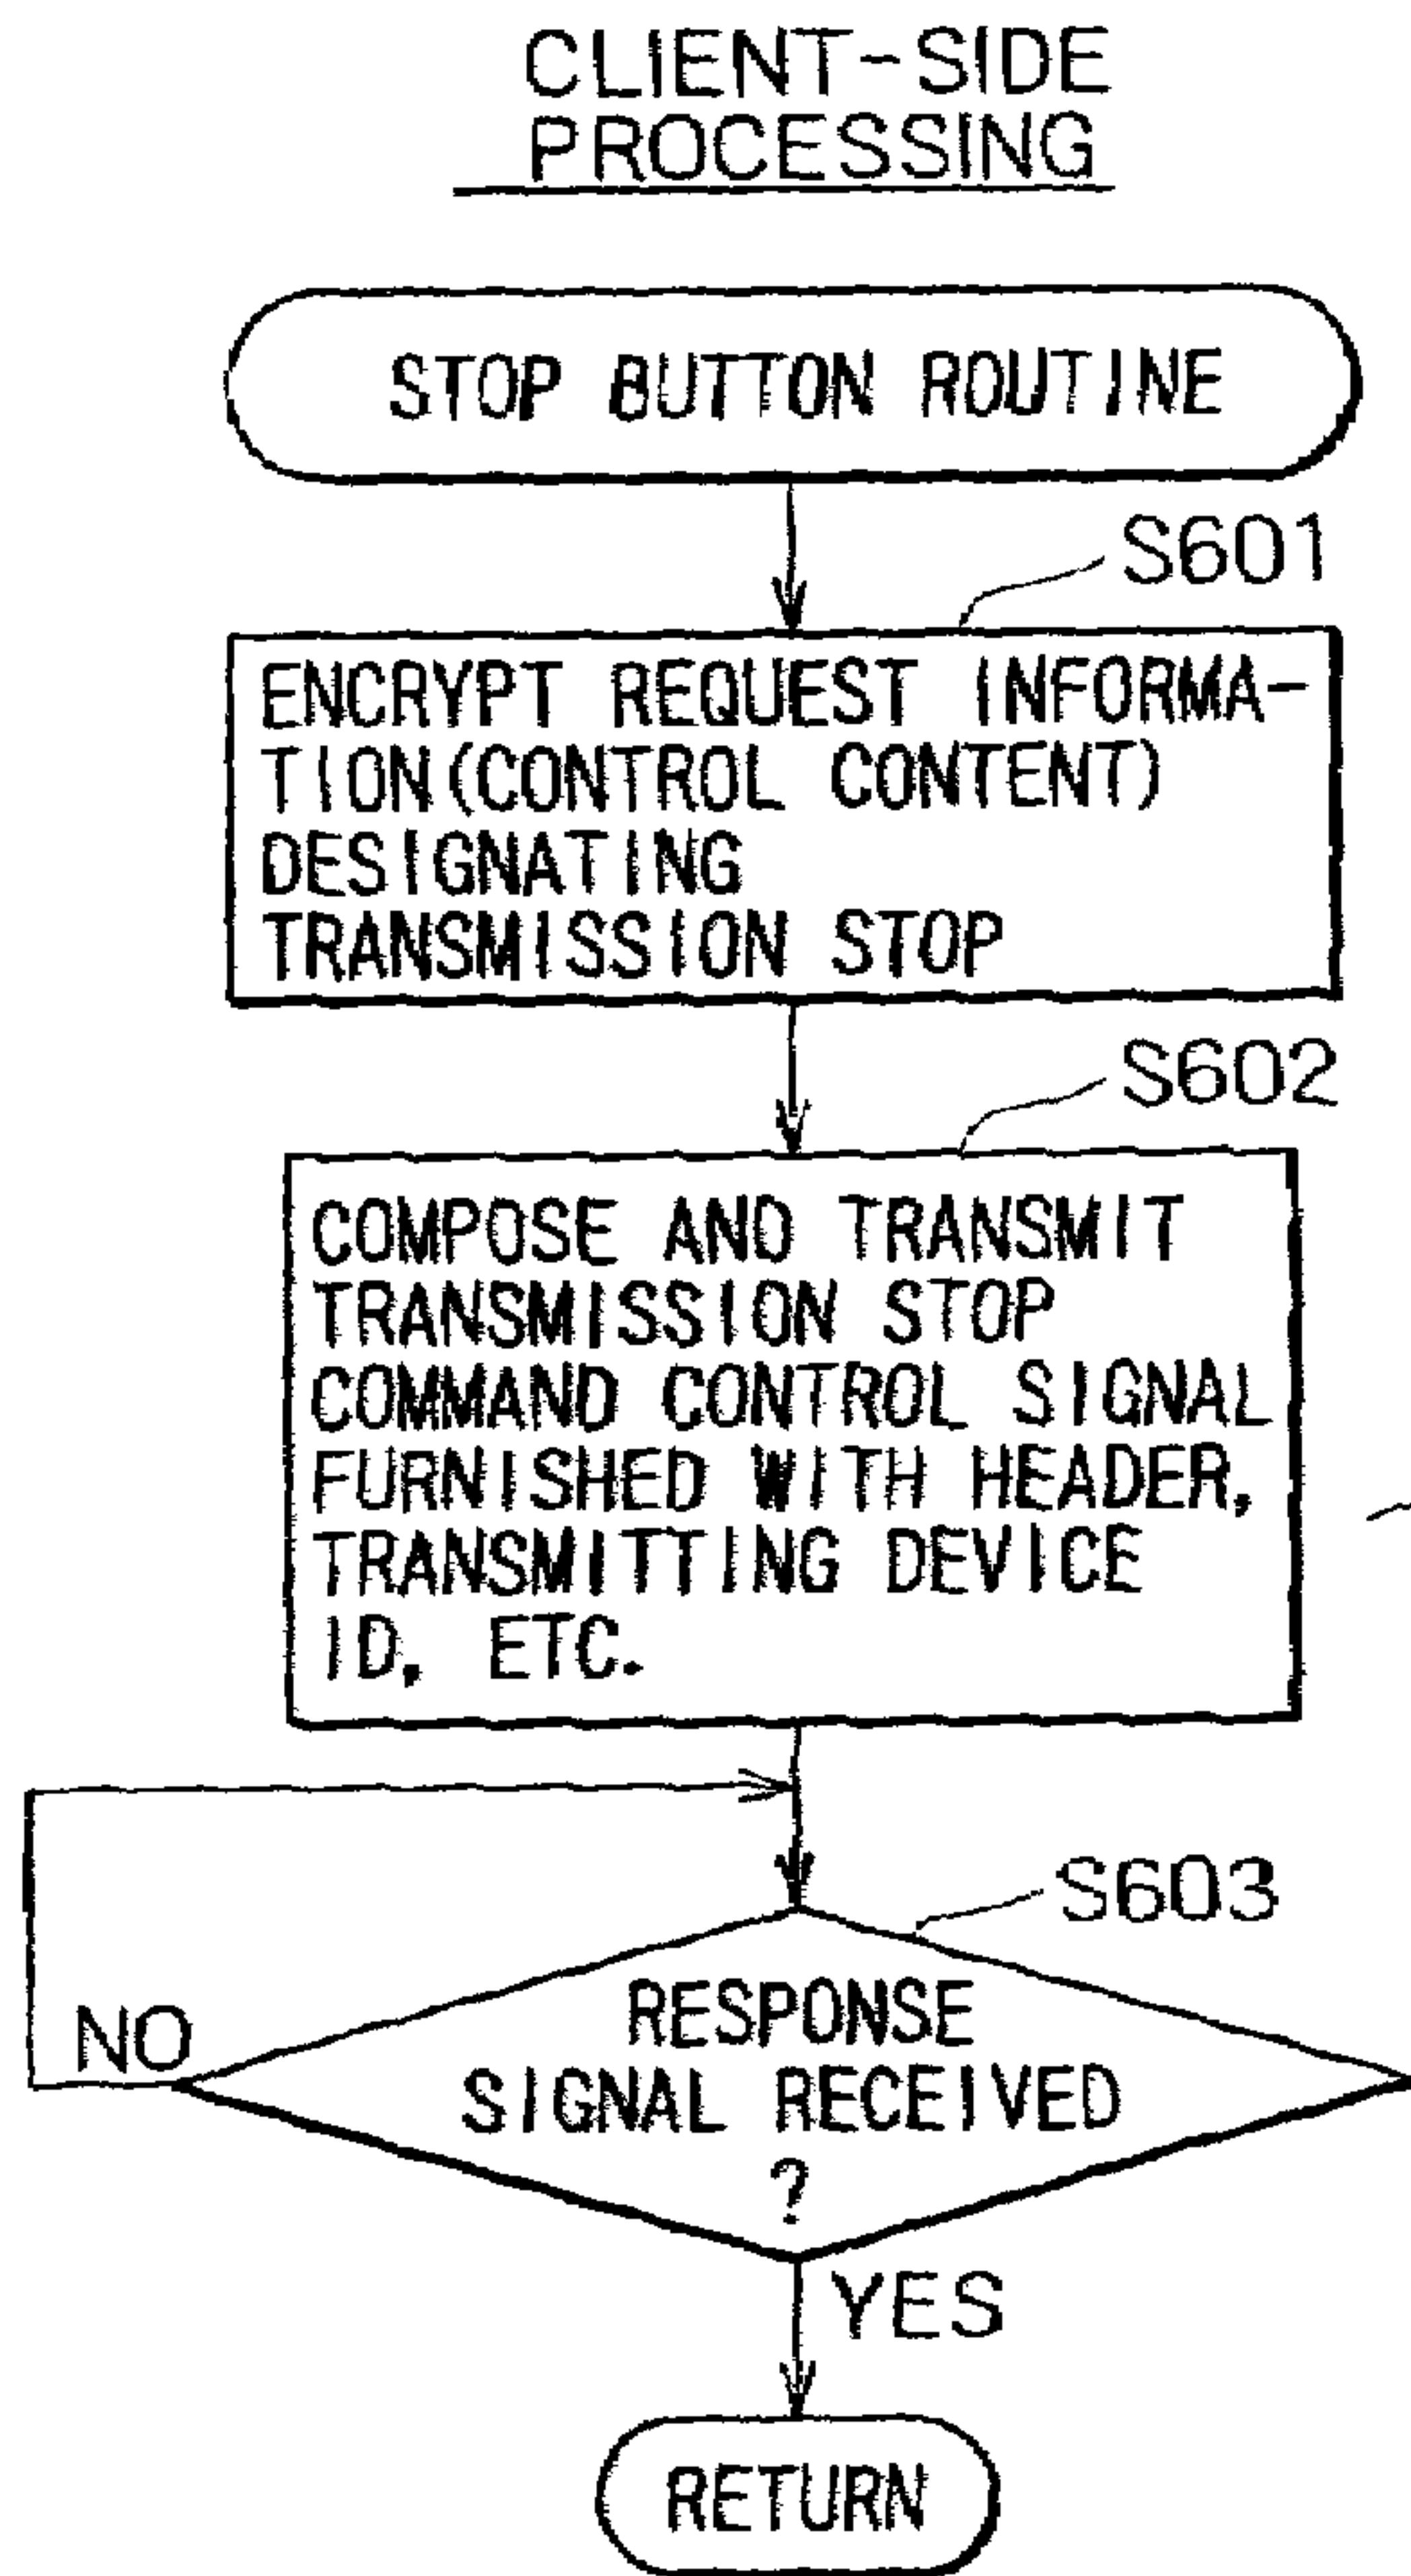 CLIENT-SIDE
PROCESSING
STOP BUTTON ROUTINE
S601
ENCRYPT REQUEST INFORMA-
TION(CONTROL CONTENT)
DESIGNATING
TRANSMISSION STOP
S602
COMPOSE AND TRANSMIT
TRANSMISSION STOP
COMMAND CONTROL SIGNAL
FURNISHED WITH HEADER,
TRANSMITTING DEVICE
ID, ETC.
S603
RESPONSE
SIGNAL RECEIVED
?
NO
YES
RETURN